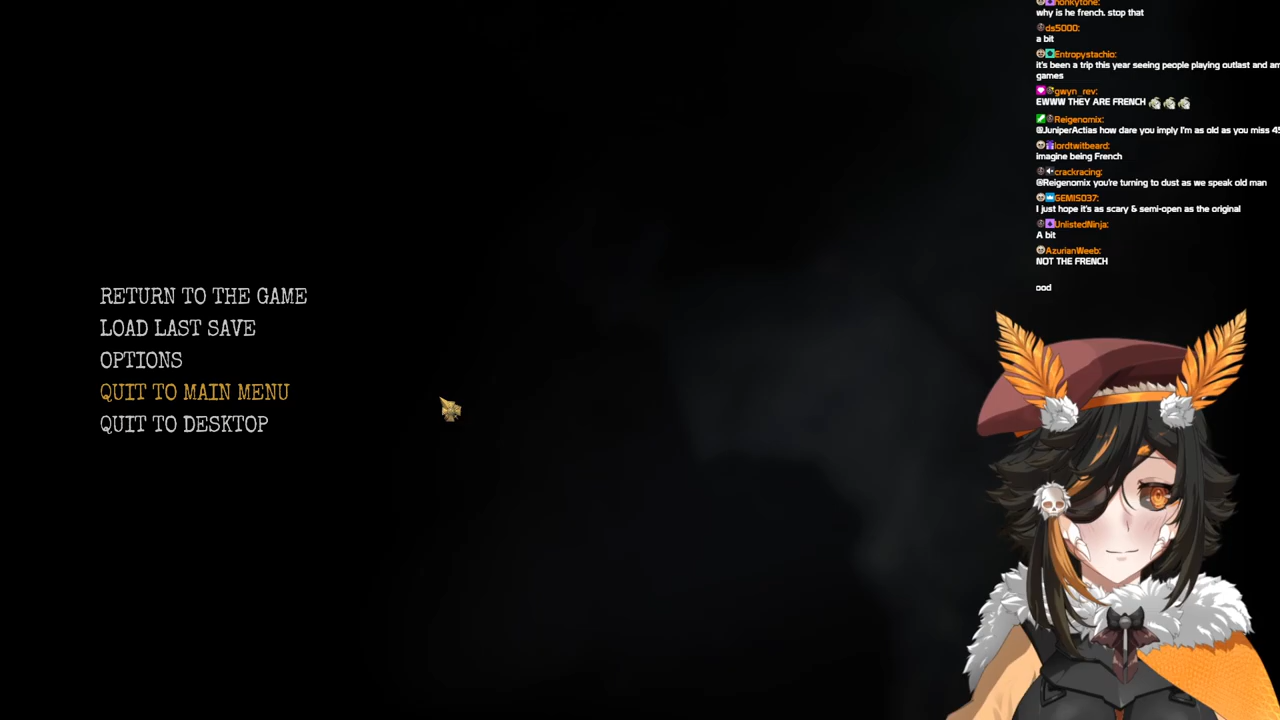 RETURN TO THE GAME
LOAD LAST SAVE
OPTIONS
QUIT TO MAIN MENU
QUIT TO DESKTOP
honkytone:
why is he french. stop that
ds5000:
a bit
Entropystachio:
it's been a trip this year seeing people playing outlast and am
games
gwyn_rev:
EWWW THEY ARE FRENCH
Reigenomix:
@JuniperActias how dare you imply I'm as old as you miss 45
lordtwitbeard:
imagine being French
crackracing:
@Reigenomix you're turning to dust as we speak old man
GEMIS037:
I just hope it's as scary & semi-open as the original
UnlistedNinja:
A bit
AzurianWeeb:
NOT THE FRENCH
ood